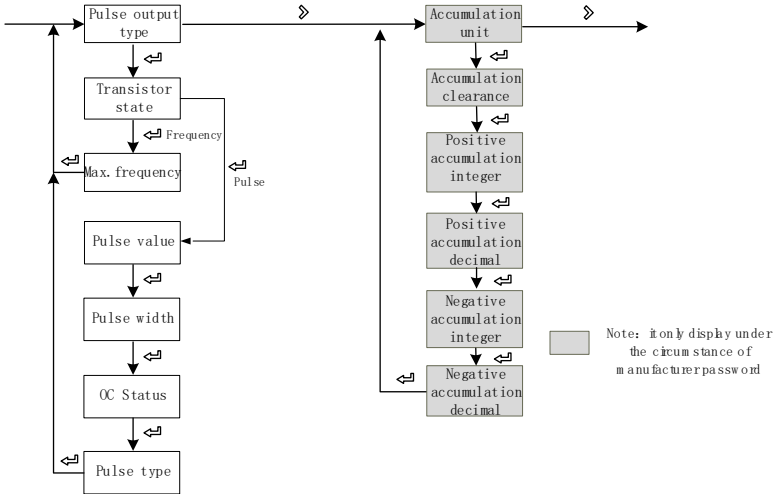 Pulse output
type
Transistor
state
Frequency
Pulse
Max. frequency
Pulse value
Pulse width
OC Status
Pulse type
Accumulation
unit
Accumulation
clearance
Positive
accumulation
integer
Positive
accumulation
decimal
Negative
accumulation
integer
Negative
accumulation
decimal
Note: it only display under
the circumstance of
manufacturer password